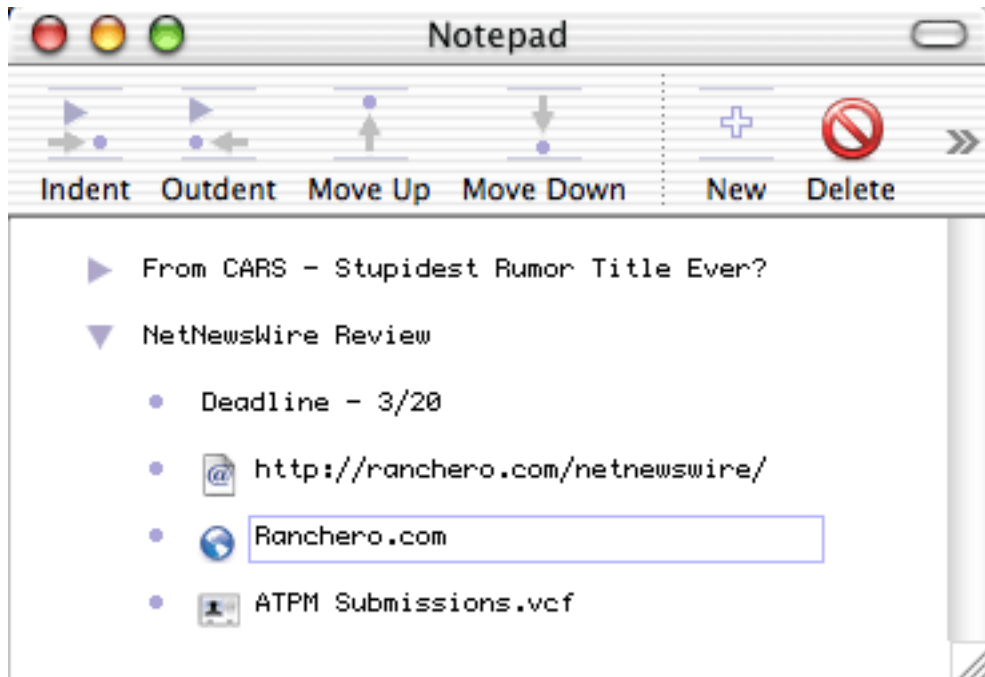 Notepad
Indent Outdent Move Up Move Down New Delete
From CARS - Stupidest Rumor Title Ever?
NetNewsWire Review
Deadline - 3/20
http://ranchero.com/netnewswire/
Ranchero.com
ATPM Submissions.vcf